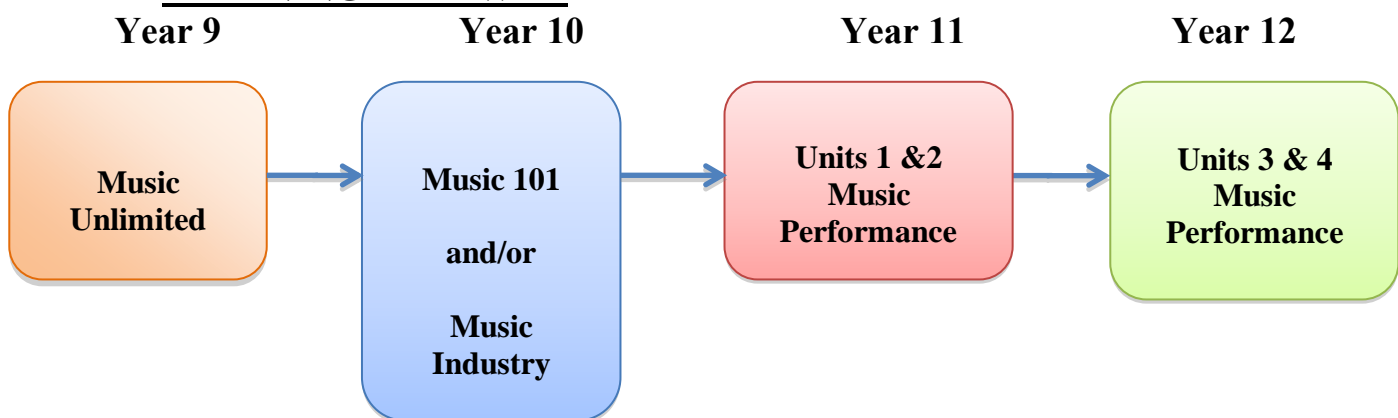 Year 9 Year 10 Year 11 Year 12
Music
Unlimited
Music 101
and/or
Music
Industry
Units 1 &2
Music
Performance
Units 3 & 4
Music
Performance